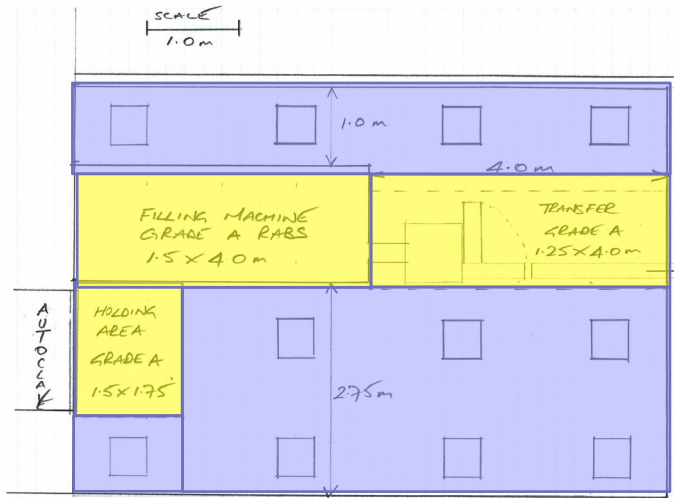 SCALE
1.0m
1.0m
4.0m
FILLING MACHINE
GRADE A RABS
1.5 X 4.0m
TRANSFER
GRADE A
1.25 X 4.0m
HOLDING
AREA
GRADE A
1.5 X 1.75
AUTOCLAVE
2.75m